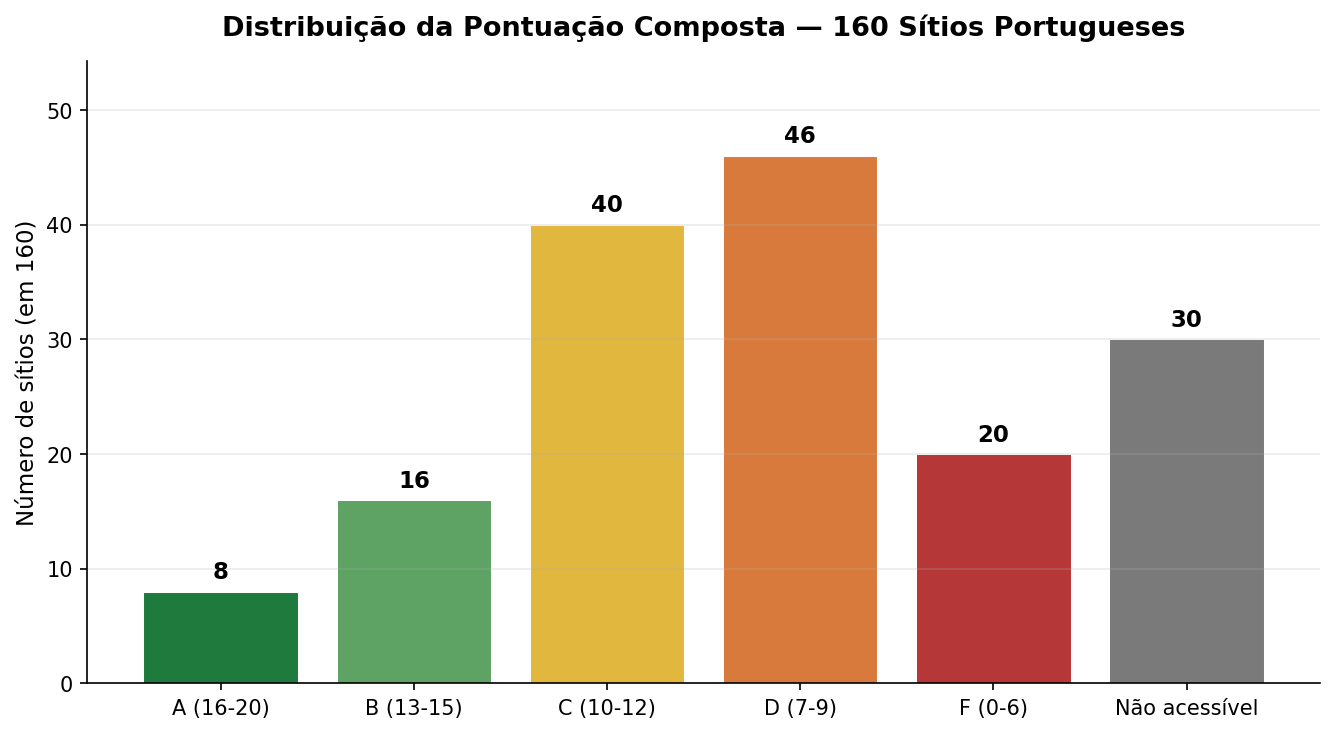 Distribuição da Pontuação Composta — 160 Sítios Portugueses
Número de sítios (em 160)
50
40
30
20
10
0
8
16
40
46
20
30
A (16-20)
B (13-15)
C (10-12)
D (7-9)
F (0-6)
Não acessível